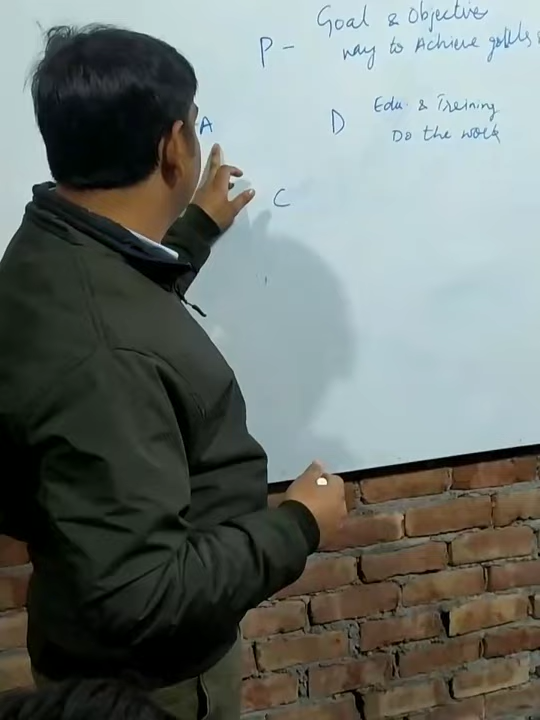 Goal & Objective
P - way to Achieve goals
A
D Edu. & Training
Do the work
C